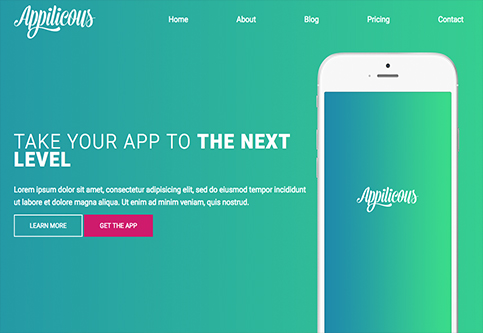 Appilicous
Home About Blog Pricing Contact
TAKE YOUR APP TO THE NEXT
LEVEL
Lorem ipsum dolor sit amet, consectetur adipisicing elit, sed do eiusmod tempor incididunt
ut labore et dolore magna aliqua. Ut enim ad minim veniam, quis nostrud.
LEARN MORE GET THE APP
Appilicous